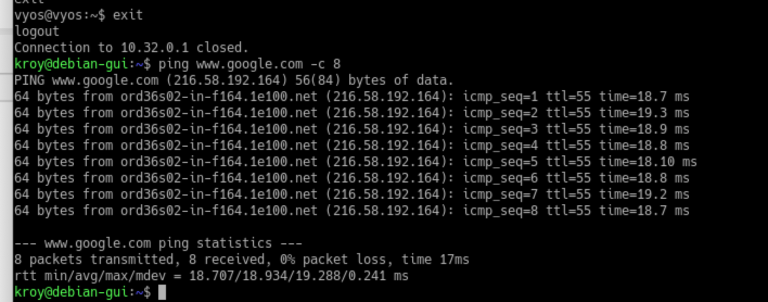 vyos@vyos:~$ exit
logout
Connection to 10.32.0.1 closed.
kroy@debian-gui:~$ ping www.google.com -c 8
PING www.google.com (216.58.192.164) 56(84) bytes of data.
64 bytes from ord36s02-in-f164.1e100.net (216.58.192.164): icmp_seq=1 ttl=55 time=18.7 ms
64 bytes from ord36s02-in-f164.1e100.net (216.58.192.164): icmp_seq=2 ttl=55 time=19.3 ms
64 bytes from ord36s02-in-f164.1e100.net (216.58.192.164): icmp_seq=3 ttl=55 time=18.9 ms
64 bytes from ord36s02-in-f164.1e100.net (216.58.192.164): icmp_seq=4 ttl=55 time=18.8 ms
64 bytes from ord36s02-in-f164.1e100.net (216.58.192.164): icmp_seq=5 ttl=55 time=18.10 ms
64 bytes from ord36s02-in-f164.1e100.net (216.58.192.164): icmp_seq=6 ttl=55 time=18.8 ms
64 bytes from ord36s02-in-f164.1e100.net (216.58.192.164): icmp_seq=7 ttl=55 time=19.2 ms
64 bytes from ord36s02-in-f164.1e100.net (216.58.192.164): icmp_seq=8 ttl=55 time=18.7 ms
--- www.google.com ping statistics ---
8 packets transmitted, 8 received, 0% packet loss, time 17ms
rtt min/avg/max/mdev = 18.707/18.934/19.288/0.241 ms
kroy@debian-gui:~$